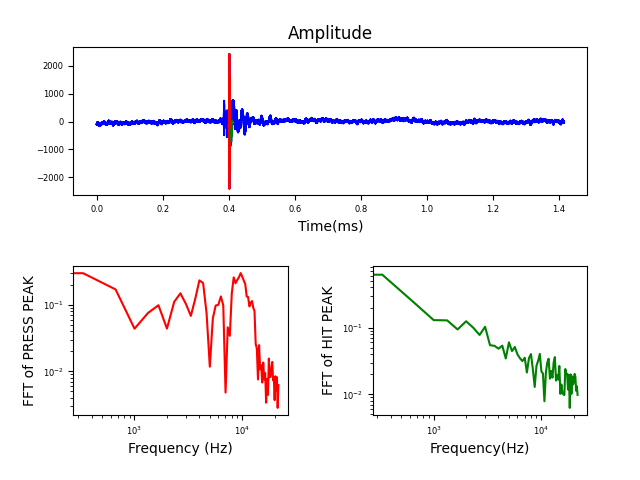 Amplitude
2000
1000
0
−1000
−2000
0.0 0.2 0.4 0.6 0.8 1.0 1.2 1.4
Time(ms)
FFT of PRESS PEAK
10⁻¹
10⁻²
10³ 10⁴
Frequency (Hz)
FFT of HIT PEAK
10⁻¹
10⁻²
10³ 10⁴
Frequency(Hz)